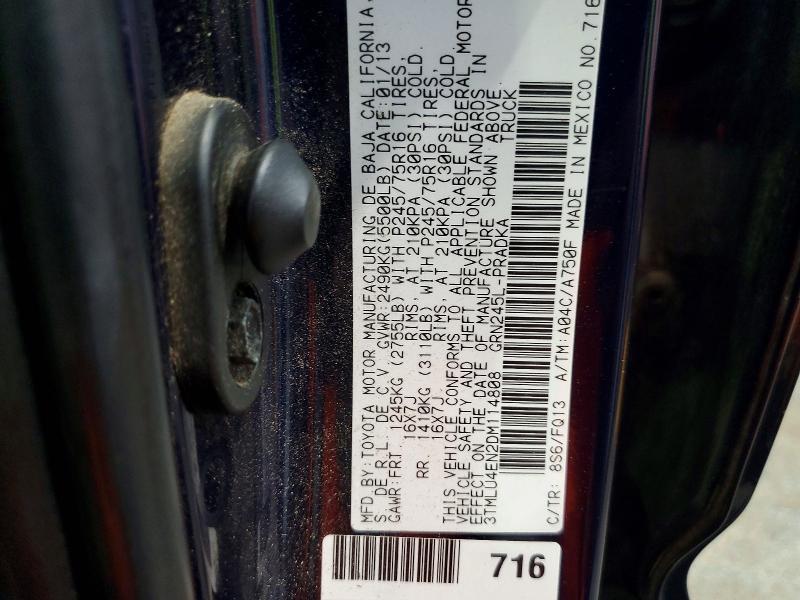 MFD BY: TOYOTA MOTOR MANUFACTURING DE BAJA CALIFORNIA,
S. DE R.L. DE C.V GVWR: 2490KG(5500LB) DATE: 01/13
GAWR: FRT 1245KG (2755LB) WITH P245/75R16 TIRES,
16X7J RIMS, AT 210KPA (30PSI) COLD.
RR 1410KG (3110LB) WITH P245/75R16 TIRES,
16X7J RIMS, AT 210KPA (30PSI) COLD.
THIS VEHICLE CONFORMS TO ALL APPLICABLE FEDERAL MOTOR
VEHICLE SAFETY AND THEFT PREVENTION STANDARDS IN
EFFECT ON THE DATE OF MANUFACTURE SHOWN ABOVE.
3TMLU4EN2DM114808 GRN245L-PRADKA TRUCK
C/TR: 8S6/FQ13 A/TM: A04C/A750F MADE IN MEXICO NO. 716
716